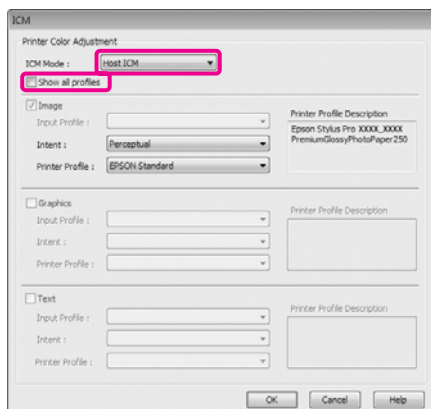 ICM
Printer Color Adjustment
ICM Mode : Host ICM
Show all profiles
Image
Input Profile :
Intent : Perceptual
Printer Profile : EPSON Standard
Printer Profile Description
Epson Stylus Pro XXXX_XXXX
PremiumGlossyPhotoPaper250
Graphics
Input Profile :
Intent :
Printer Profile :
Printer Profile Description
Text
Input Profile :
Intent :
Printer Profile :
Printer Profile Description
OK Cancel Help